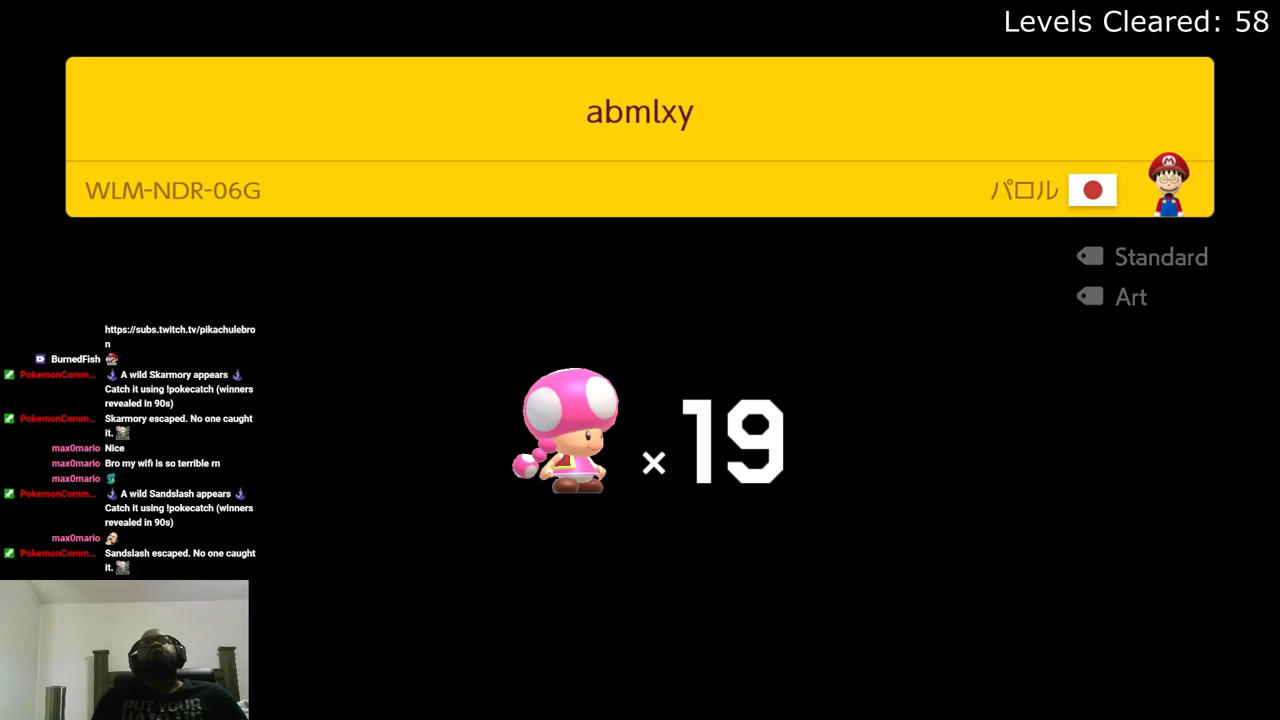 Levels Cleared: 58
abmlxy
WLM-NDR-06G
パロル
Standard
Art
https://subs.twitch.tv/pikachulebro
n
BurnedFish
PokemonComm... A wild Skarmory appears
Catch it using !pokecatch (winners
revealed in 90s)
PokemonComm... Skarmory escaped. No one caught
it.
max0mario Nice
max0mario Bro my wifi is so terrible rn
max0mario
PokemonComm... A wild Sandslash appears
Catch it using !pokecatch (winners
revealed in 90s)
max0mario
PokemonComm... Sandslash escaped. No one caught
it.
M
× 19
PUT YOUR